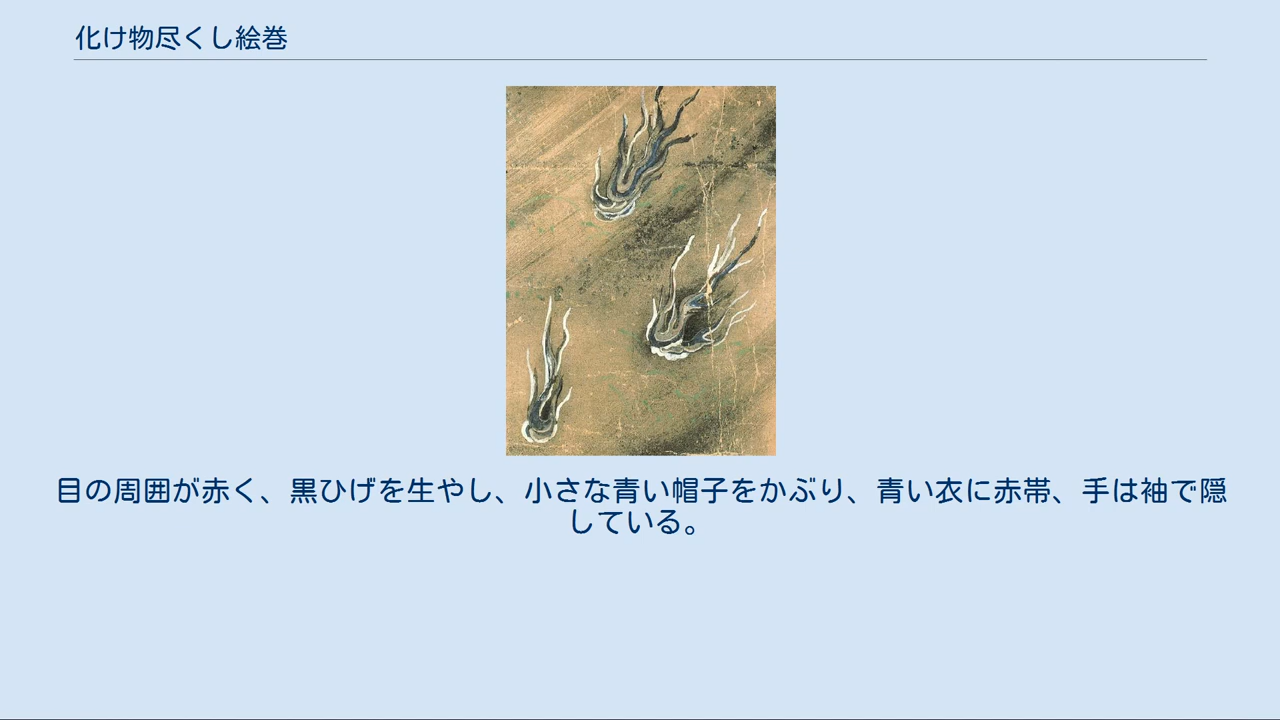 化け物尽くし絵巻
目の周囲が赤く、黒ひげを生やし、小さな青い帽子をかぶり、青い衣に赤帯、手は袖で隠
している。